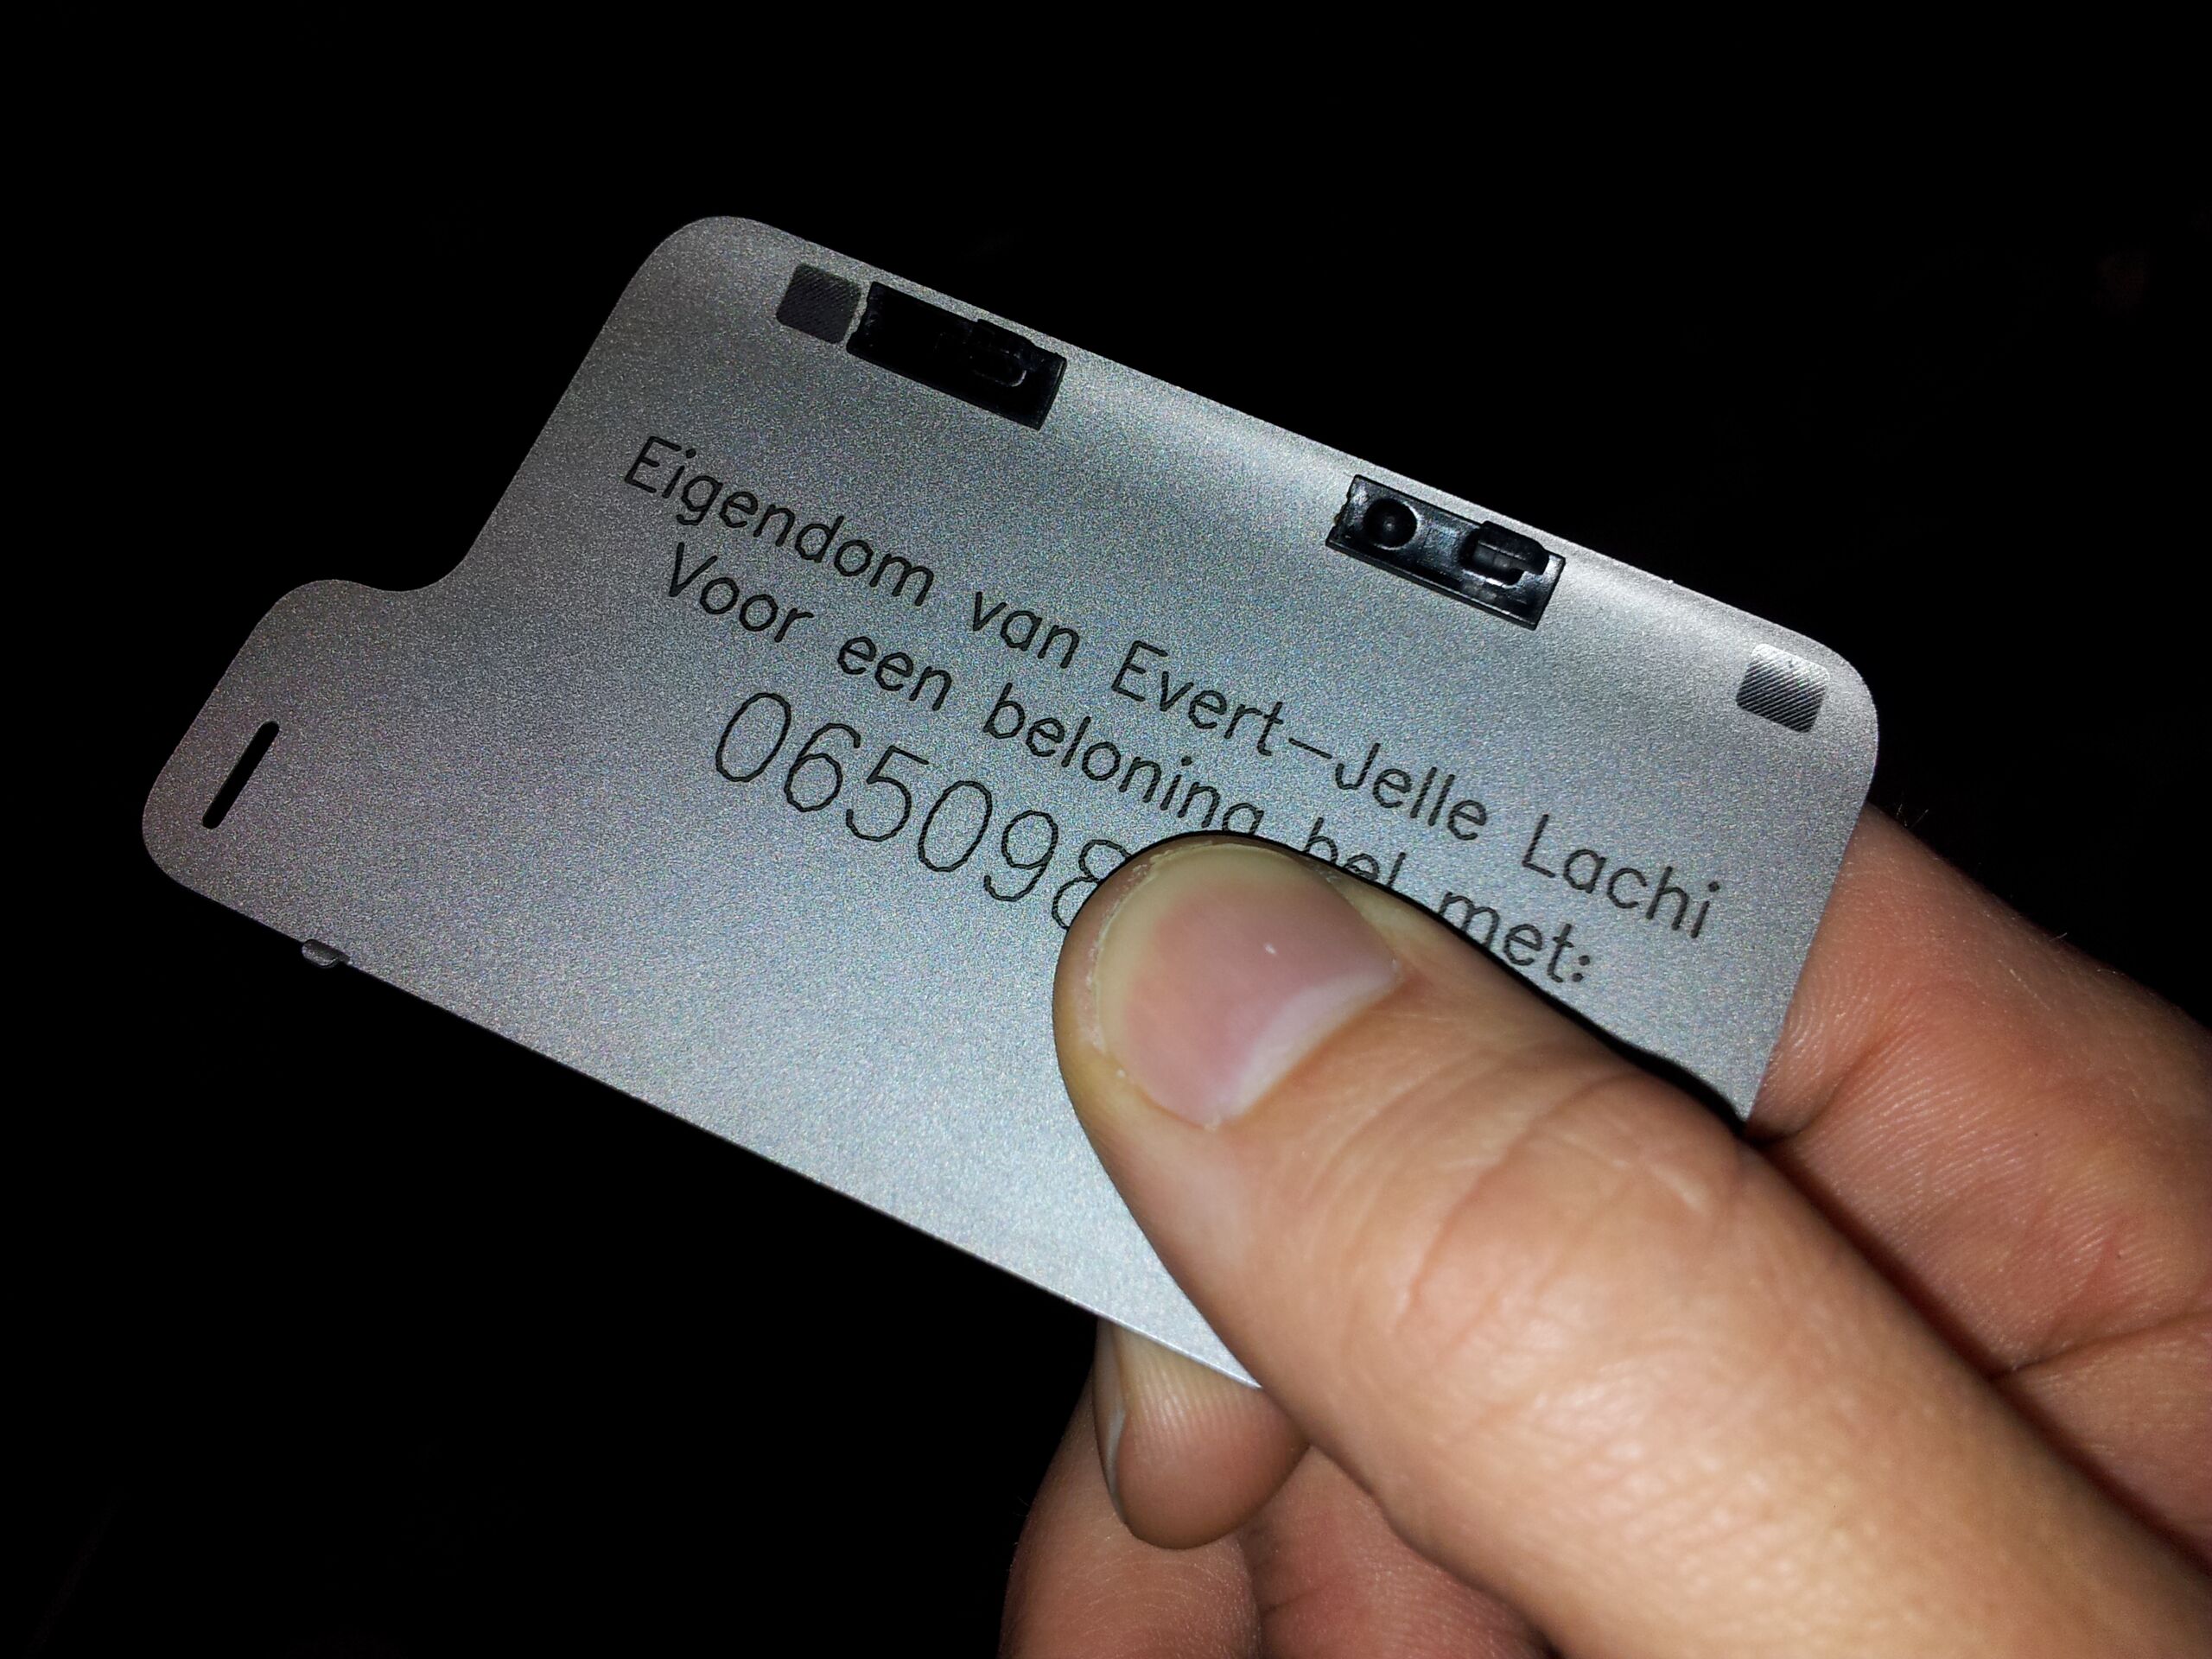 Eigendom van Evert-Jelle Lachi
Voor een beloning bel met:
065098